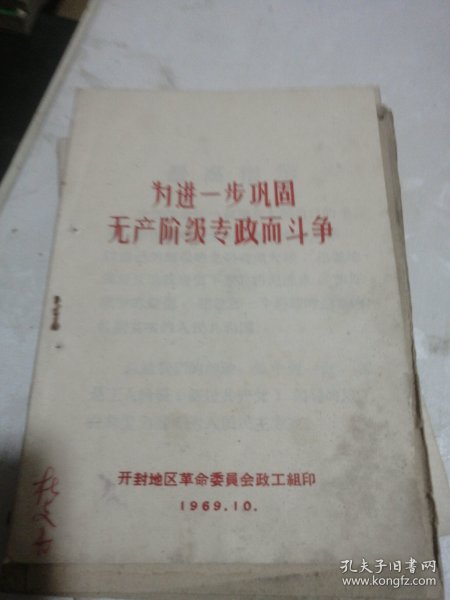 为进一步巩固
无产阶级专政而斗争
开封地区革命委員会政工組印
1969.10.
孔夫子旧书网
www.kongfz.com